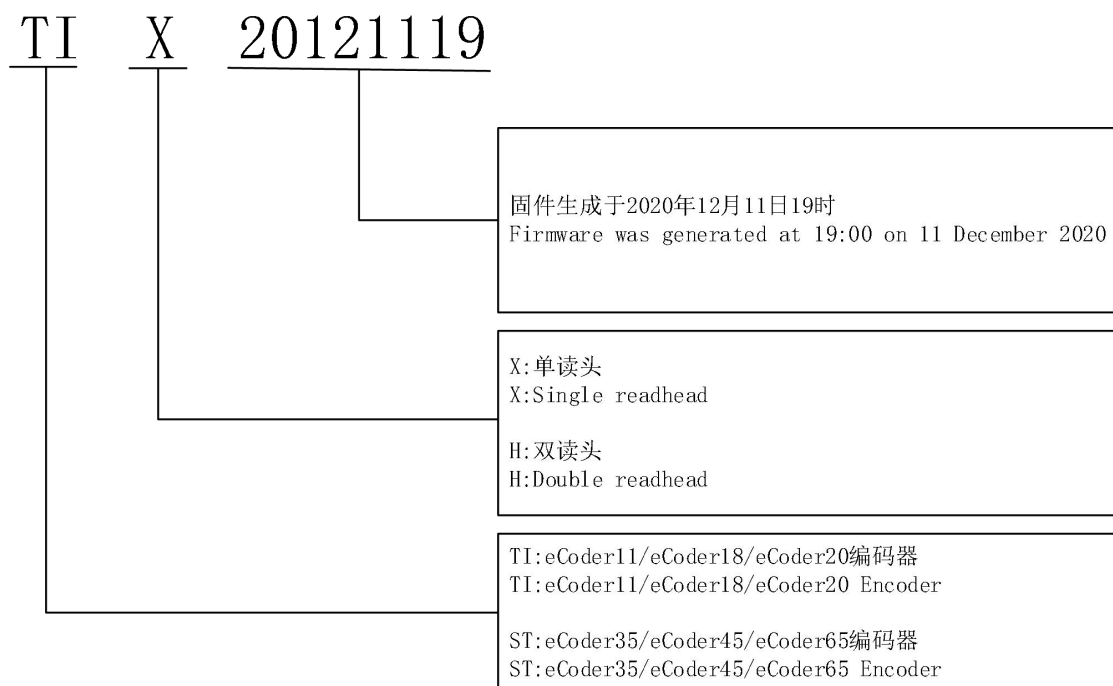 TI X 20121119
固件生成于2020年12月11日19时
Firmware was generated at 19:00 on 11 December 2020
X:单读头
X:Single readhead
H:双读头
H:Double readhead
TI:eCoder11/eCoder18/eCoder20编码器
TI:eCoder11/eCoder18/eCoder20 Encoder
ST:eCoder35/eCoder45/eCoder65编码器
ST:eCoder35/eCoder45/eCoder65 Encoder